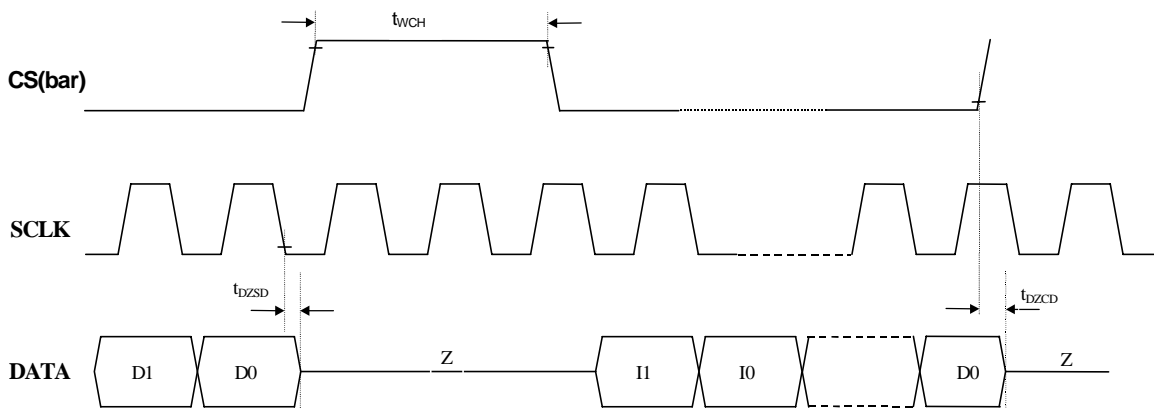 tWCH
CS(bar)
SCLK
tDZSD
tDZCD
DATA
D1
D0
Z
I1
I0
D0
Z